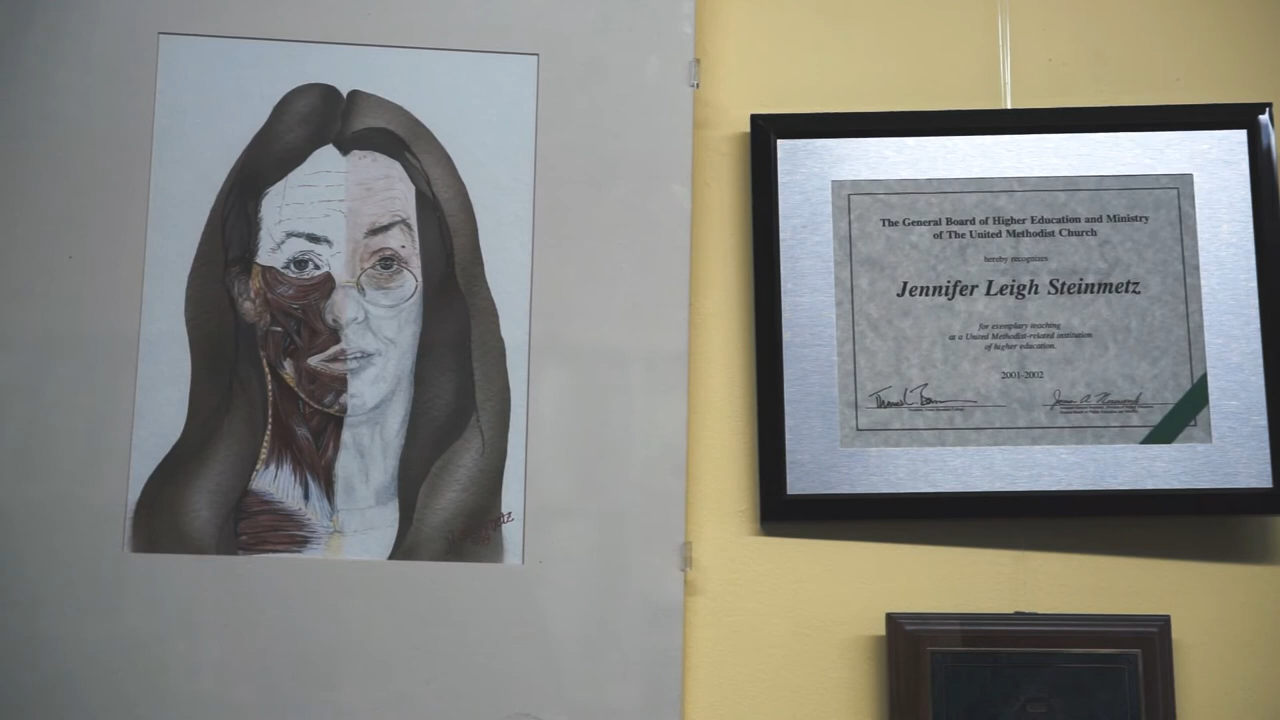 The General Board of Higher Education and Ministry
of The United Methodist Church
hereby recognizes
Jennifer Leigh Steinmetz
for exemplary teaching
at a United Methodist-related institution
of higher education.
2001-2002